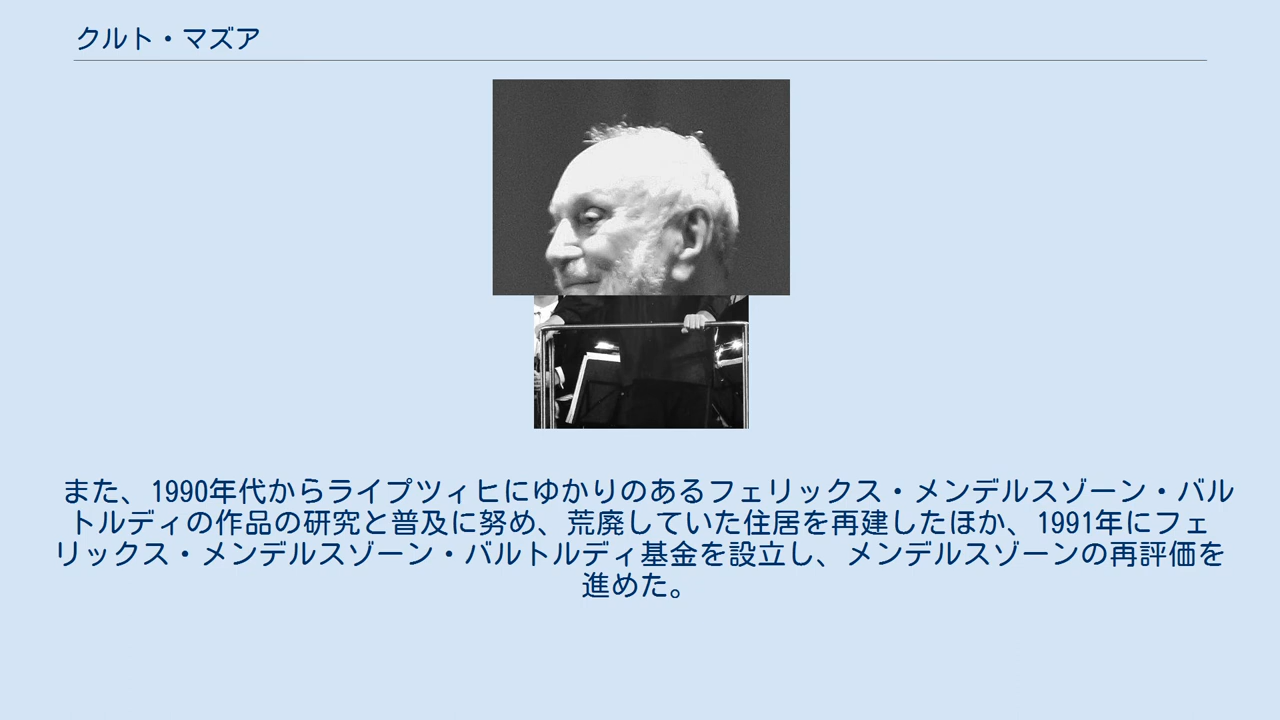 クルト・マズア
また、1990年代からライプツィヒにゆかりのあるフェリックス・メンデルスゾーン・バル
トルディの作品の研究と普及に努め、荒廃していた住居を再建したほか、1991年にフェ
リックス・メンデルスゾーン・バルトルディ基金を設立し、メンデルスゾーンの再評価を
進めた。